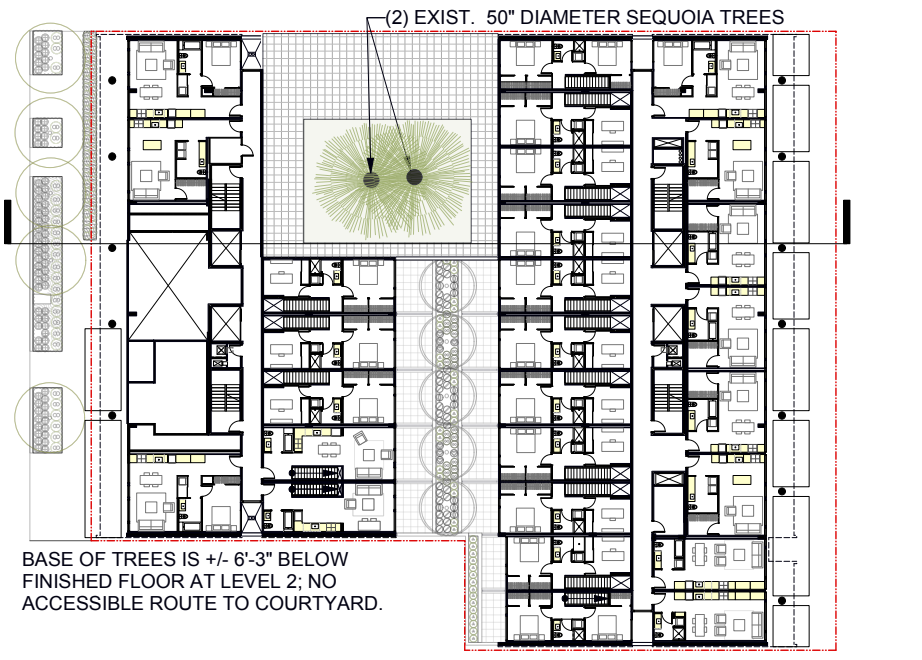 (2) EXIST. 50" DIAMETER SEQUOIA TREES
BASE OF TREES IS +/- 6'-3" BELOW
FINISHED FLOOR AT LEVEL 2; NO
ACCESSIBLE ROUTE TO COURTYARD.